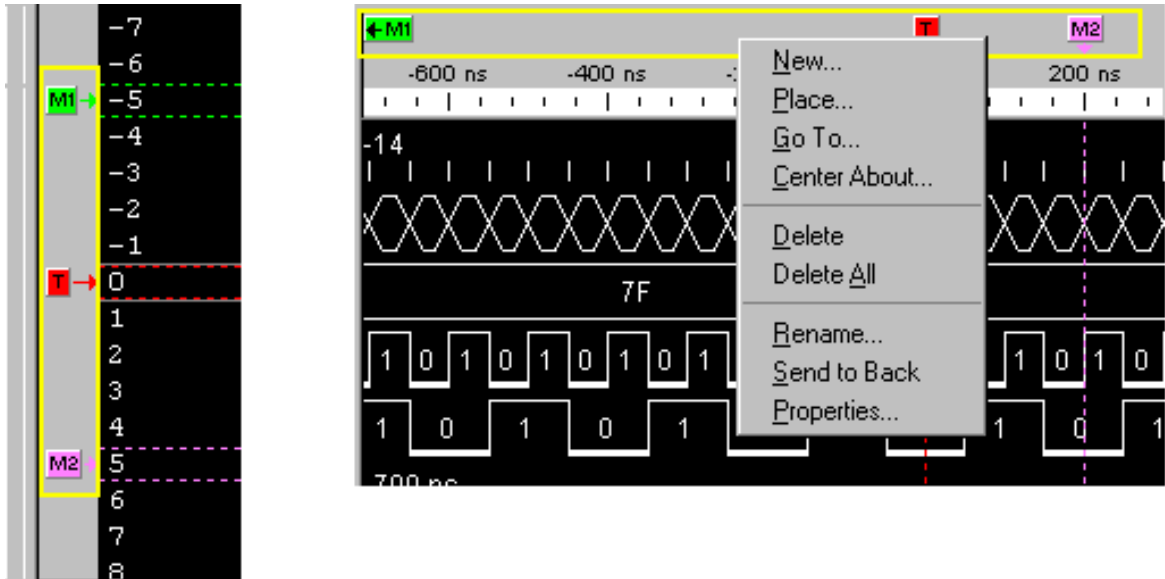 -7
-6
M1 -5
-4
-3
-2
-1
T 0
1
2
3
4
M2 5
6
7
8
M1 T M2
-600 ns -400 ns 200 ns
-14
7F
1 0 1 0 1 0 1 0 1 1 0 1 0
1 0 1 0 1 1 0 1
-700 ns
New...
Place...
Go To...
Center About...
Delete
Delete All
Rename...
Send to Back
Properties...